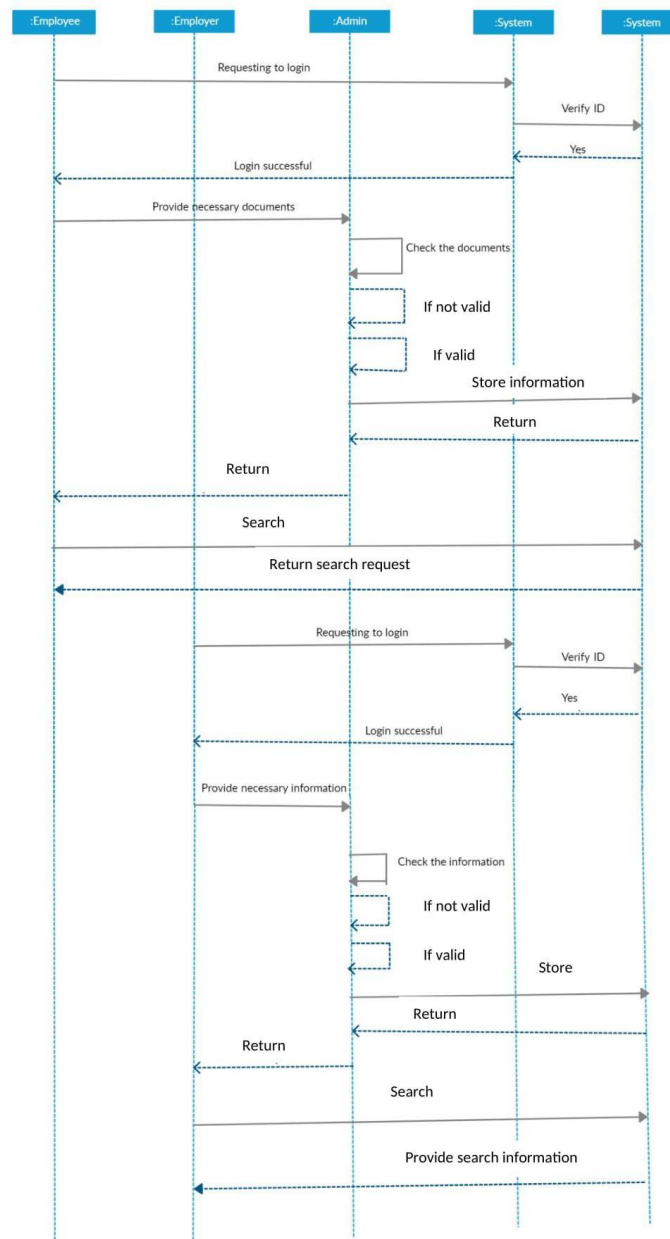 :Employee
:Employer
:Admin
:System
:System
Requesting to login
Verify ID
Yes
Login successful
Provide necessary documents
Check the documents
If not valid
If valid
Store information
Return
Return
Search
Return search request
Requesting to login
Verify ID
Yes
Login successful
Provide necessary information
Check the information
If not valid
If valid
Store
Return
Return
Search
Provide search information